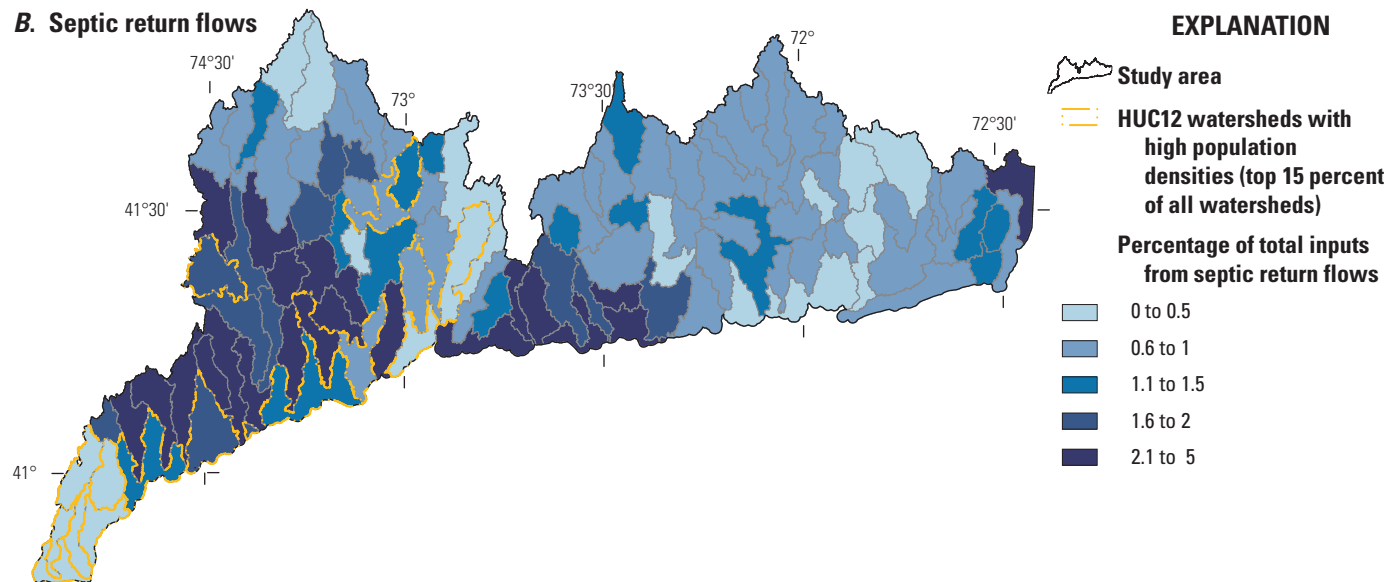 B. Septic return flows
74°30'
73°
73°30'
72°
72°30'
41°30'
41°
EXPLANATION
Study area
HUC12 watersheds with
high population
densities (top 15 percent
of all watersheds)
Percentage of total inputs
from septic return flows
0 to 0.5
0.6 to 1
1.1 to 1.5
1.6 to 2
2.1 to 5